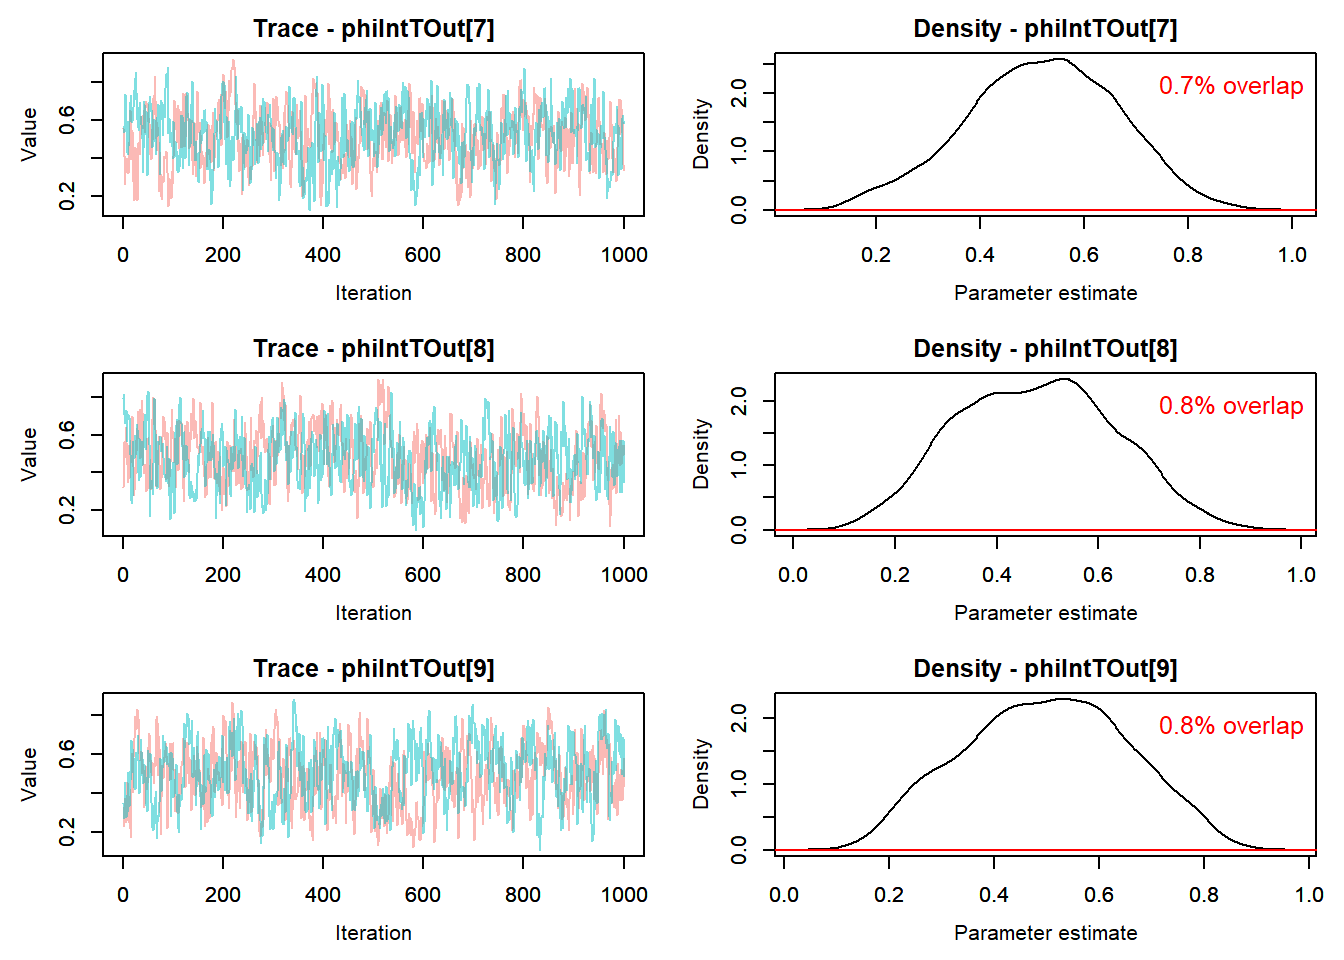 Trace - phiIntTOut[7]
Value
0.2 0.6
0 200 400 600 800 1000
Iteration
Density - phiIntTOut[7]
0.7% overlap
Density
0.0 1.0 2.0
0.2 0.4 0.6 0.8 1.0
Parameter estimate
Trace - phiIntTOut[8]
Value
0.2 0.6
0 200 400 600 800 1000
Iteration
Density - phiIntTOut[8]
0.8% overlap
Density
0.0 1.0 2.0
0.0 0.2 0.4 0.6 0.8 1.0
Parameter estimate
Trace - phiIntTOut[9]
Value
0.2 0.6
0 200 400 600 800 1000
Iteration
Density - phiIntTOut[9]
0.8% overlap
Density
0.0 1.0 2.0
0.0 0.2 0.4 0.6 0.8 1.0
Parameter estimate